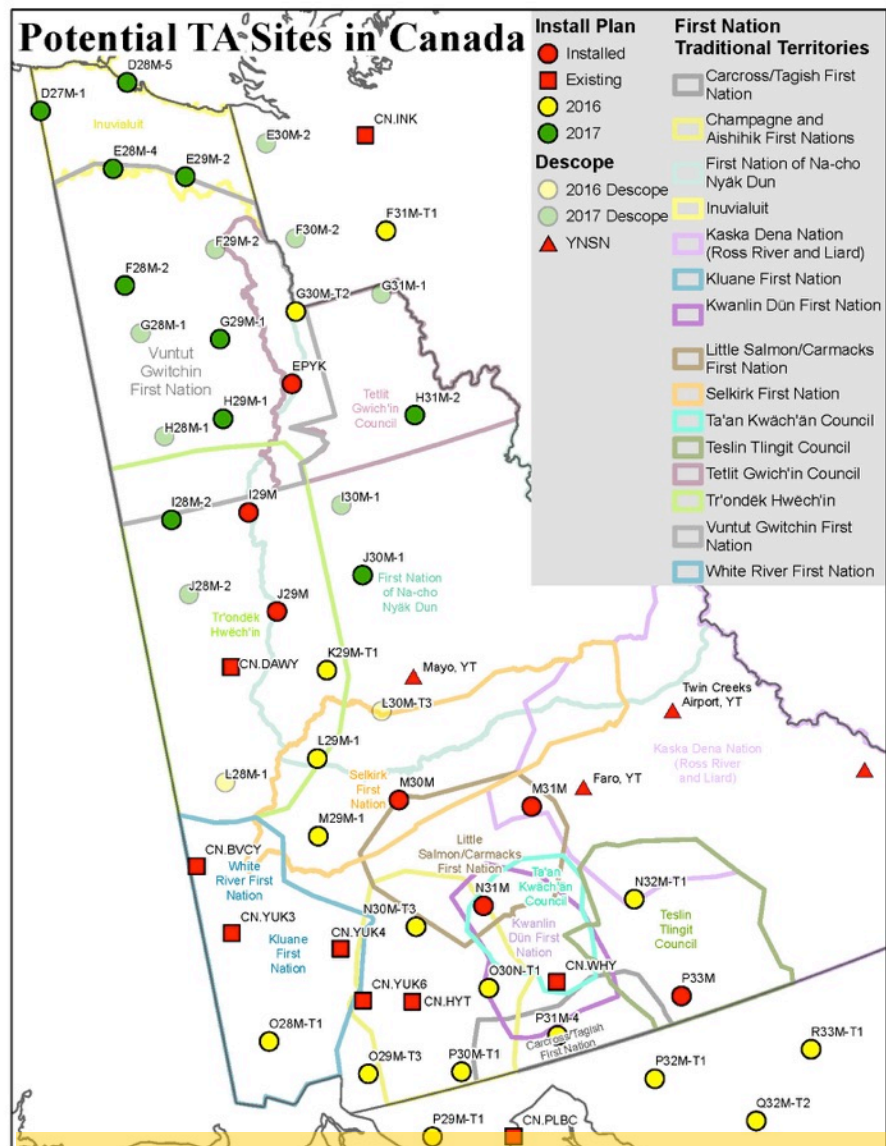 Potential TA Sites in Canada
Install Plan
Installed
Existing
2016
2017
Descope
2016 Descope
2017 Descope
YNSN
First Nation
Traditional Territories
Carcross/Tagish First
Nation
Champagne and
Aishihik First Nations
First Nation of Na-cho
Nyäk Dun
Inuvialuit
Kaska Dena Nation
(Ross River and Liard)
Kluane First Nation
Kwanlin Dün First Nation
Little Salmon/Carmacks
First Nation
Selkirk First Nation
Ta'an Kwäch'än Council
Teslin Tlingit Council
Tetlit Gwich'in Council
Tr'ondëk Hwëch'in
Vuntut Gwitchin First
Nation
White River First Nation
D28M-5
D27M-1
Inuvialuit
E30M-2
CN.INK
E28M-4
E29M-2
F31M-T1
F30M-2
F29M-2
F28M-2
G30M-T2
G31M-1
G28M-1
G29M-1
Vuntut
Gwitchin
First Nation
EPYK
Tetlit
Gwich'in
Council
H31M-2
H29M-1
H28M-1
I28M-2
I29M
I30M-1
J30M-1
First Nation
of Na-cho
Nyäk Dun
J28M-2
J29M
Tr'ondëk
Hwëch'in
K29M-T1
CN.DAWY
Mayo, YT
L30M-T3
Twin Creeks
Airport, YT
L29M-1
Kaska Dena Nation
(Ross River
and Liard)
L28M-1
Selkirk
First
Nation
M30M
M31M
Faro, YT
M29M-1
CN.BVCY
White
River First
Nation
Little
Salmon/Carmacks
First Nation
Ta'an
Kwäch'än
Council
N31M
N32M-T1
N30M-T3
Kwanlin
Dün First
Nation
Teslin
Tlingit
Council
CN.YUK3
Kluane
First
Nation
CN.YUK4
CN.WHY
O30N-T1
P33M
CN.YUK6
CN.HYT
O28M-T1
P31M-4
Carcross/Tagish
First Nation
R33M-T1
O29M-T3
P30M-T1
P32M-T1
Q32M-T2
P29M-T1
CN.PLBC